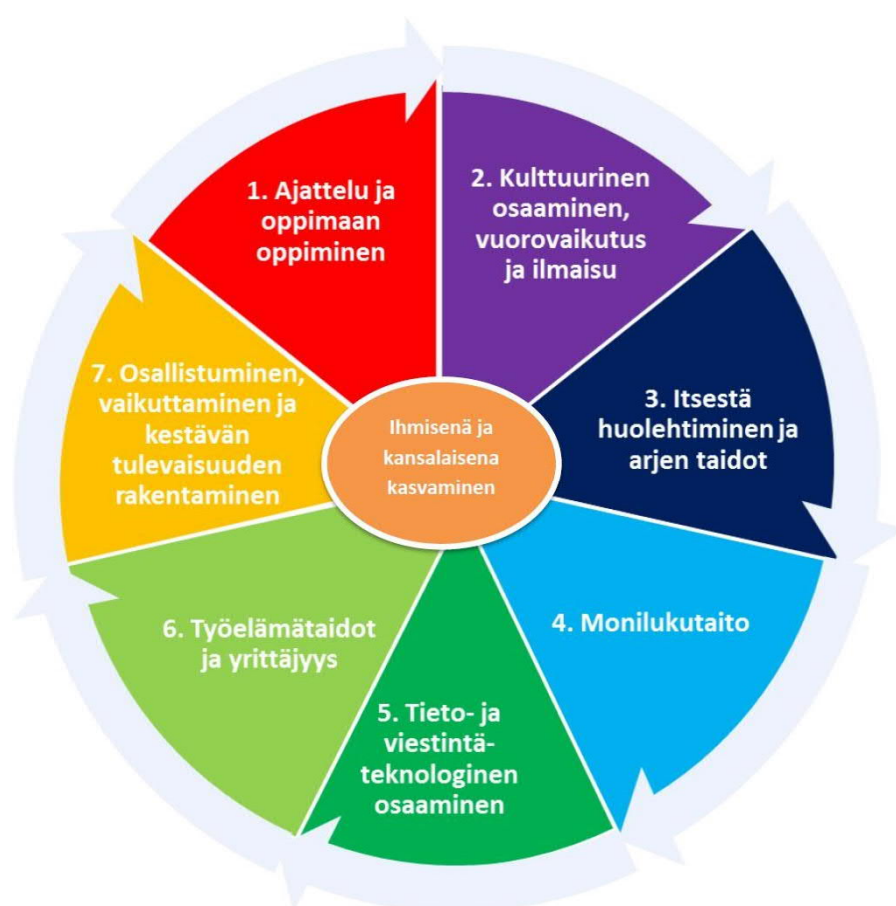 1. Ajattelu ja
oppimaan
oppiminen
2. Kulttuurinen
osaaminen,
vuorovaikutus
ja ilmaisu
3. Itsestä
huolehtiminen ja
arjen taidot
4. Monilukutaito
5. Tieto- ja
viestintä-
teknologinen
osaaminen
6. Työelämätaidot
ja yrittäjyys
7. Osallistuminen,
vaikuttaminen ja
kestävän
tulevaisuuden
rakentaminen
Ihmisenä ja
kansalaisena
kasvaminen